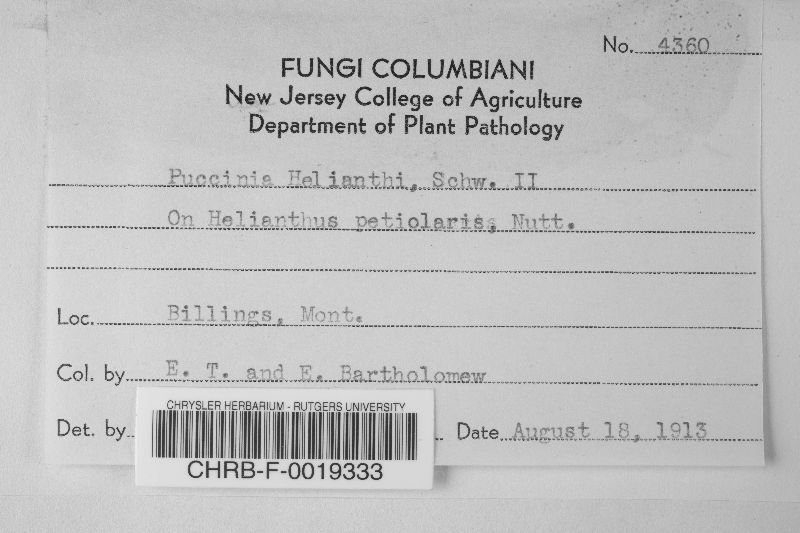 No. 4360
FUNGI COLUMBIANI
New Jersey College of Agriculture
Department of Plant Pathology
Puccinia Helianthi, Schw. II
On Helianthus petiolaris, Nutt.
Loc. Billings, Mont.
Col. by E. T. and E. Bartholomew
Det. by
Date August 18, 1913
CHRYSLER HERBARIUM - RUTGERS UNIVERSITY
CHRB-F-0019333